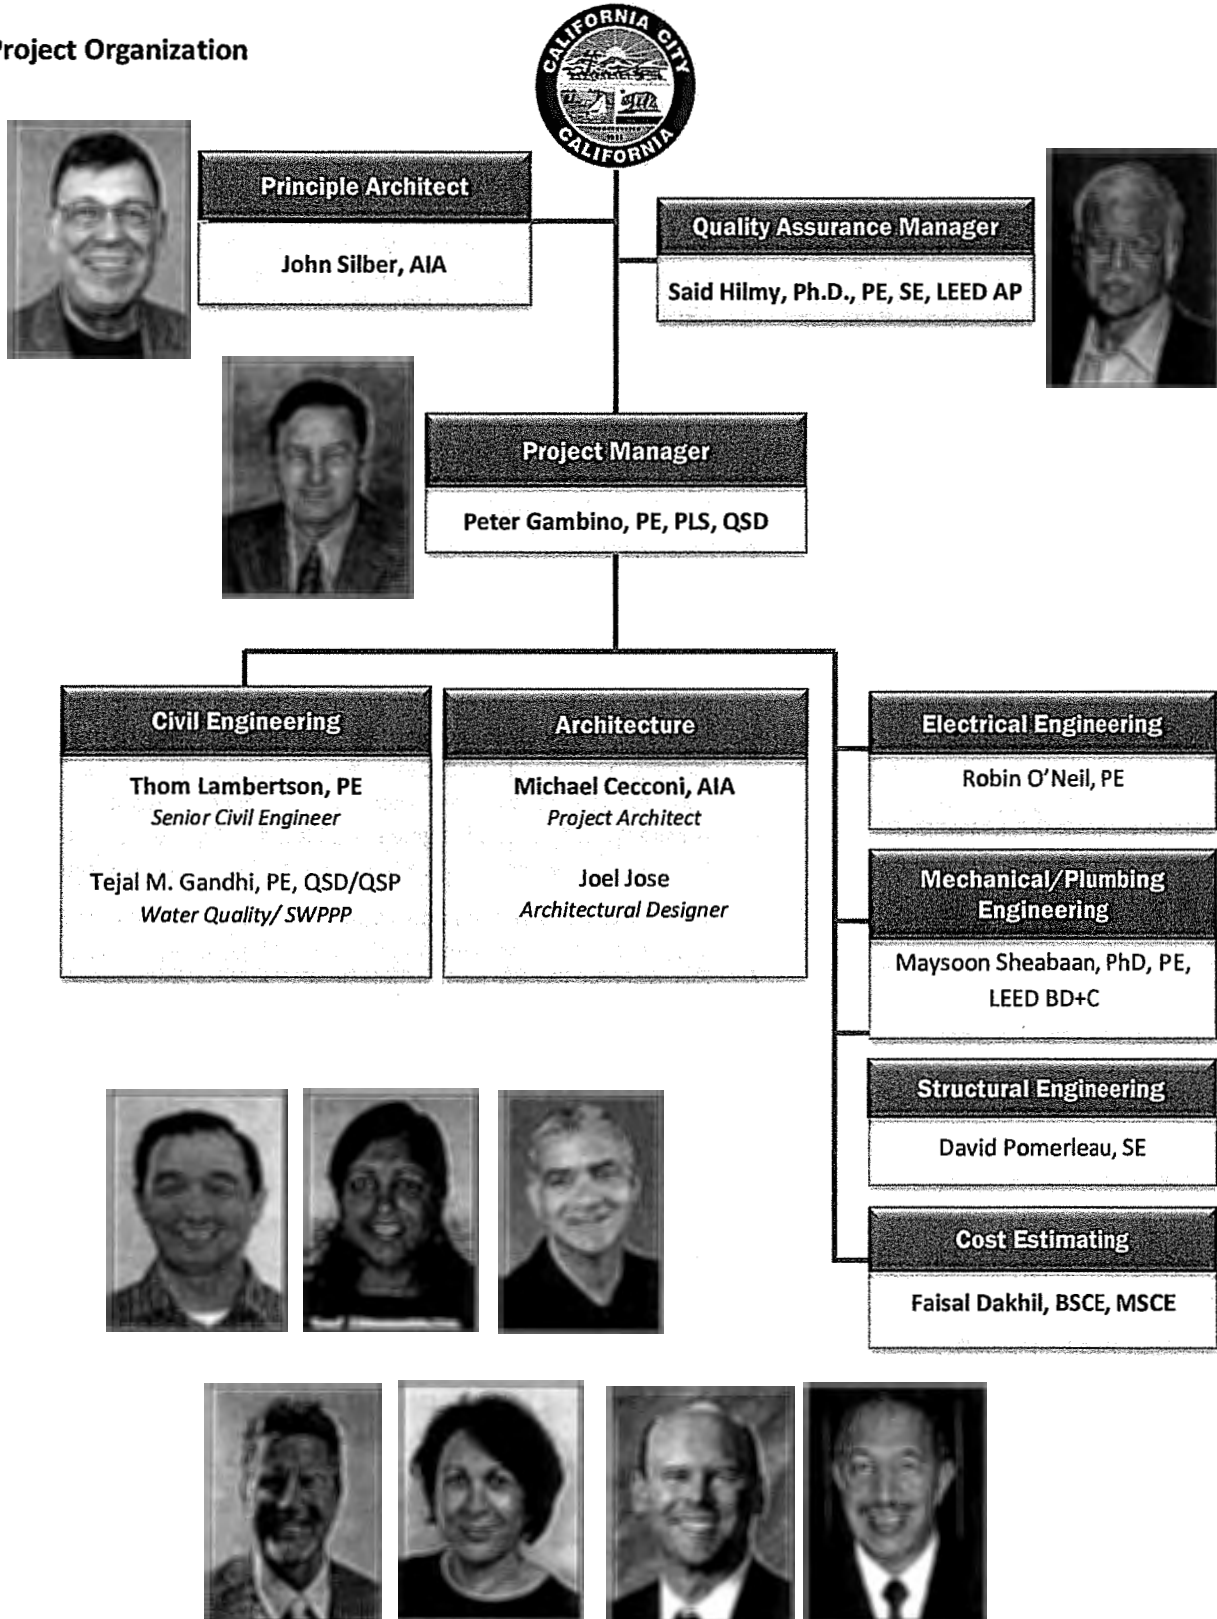 Project Organization
CALIFORNIA CITY
CALIFORNIA
Principle Architect
John Silber, AIA
Quality Assurance Manager
Said Hilmy, Ph.D., PE, SE, LEED AP
Project Manager
Peter Gambino, PE, PLS, QSD
Civil Engineering
Thom Lambertson, PE
Senior Civil Engineer
Tejal M. Gandhi, PE, QSD/QSP
Water Quality/ SWPPP
Architecture
Michael Cecconi, AIA
Project Architect
Joel Jose
Architectural Designer
Electrical Engineering
Robin O'Neil, PE
Mechanical/Plumbing
Engineering
Maysoon Sheabaan, PhD, PE,
LEED BD+C
Structural Engineering
David Pomerleau, SE
Cost Estimating
Faisal Dakhil, BSCE, MSCE